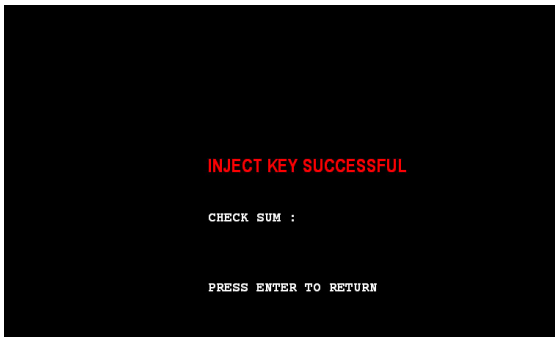 INJECT KEY SUCCESSFUL
CHECK SUM :
PRESS ENTER TO RETURN